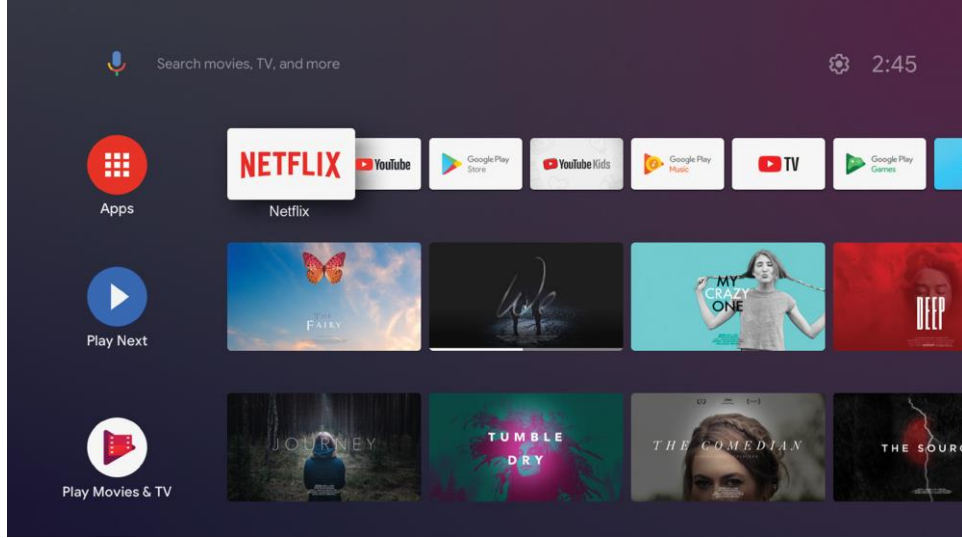 Search movies, TV, and more
2:45
Apps
NETFLIX
YouTube
Google Play
Store
YouTube Kids
Google Play
Music
TV
Google Play
Games
Netflix
Play Next
THE
FAIRY
love
MY
CRAZY
ONE
DEEP
Play Movies & TV
JOURNEY
TUMBLE
DRY
THE COMEDIAN
THE SOURC